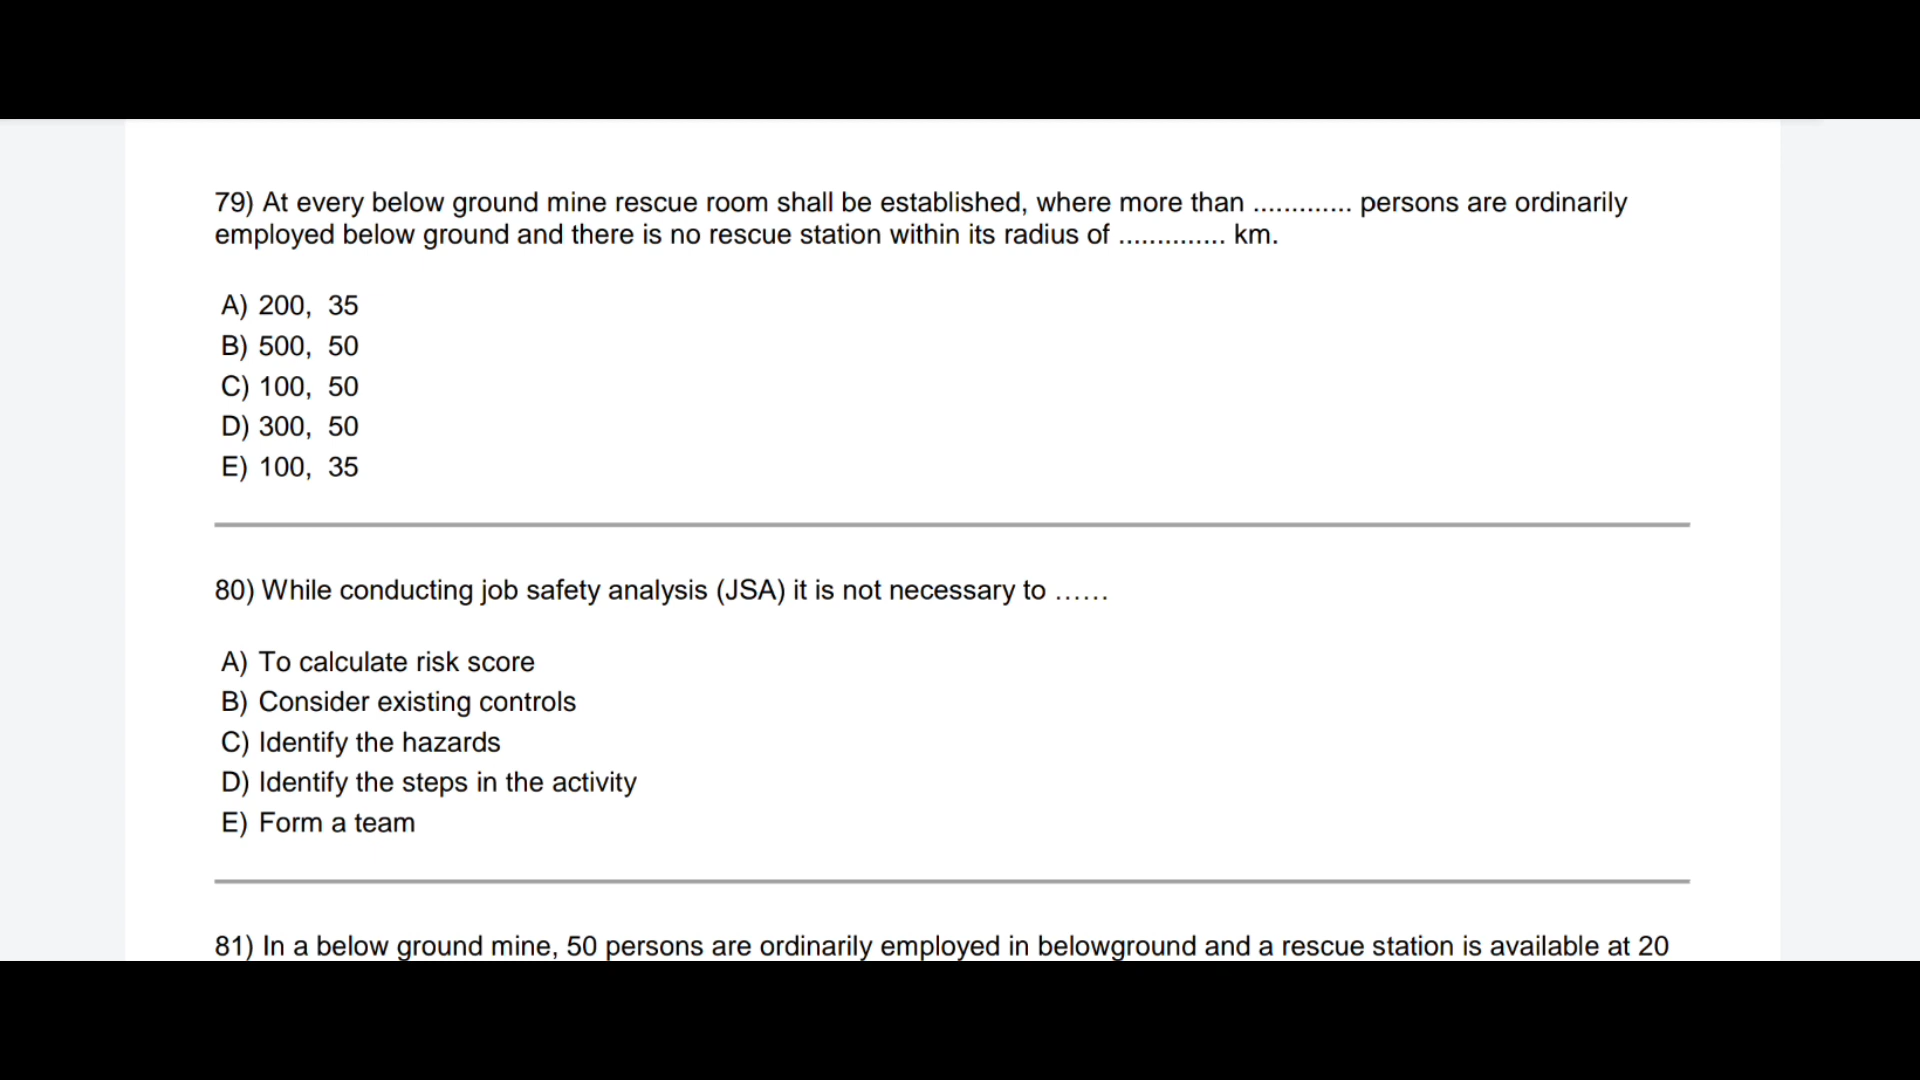 79) At every below ground mine rescue room shall be established, where more than ............. persons are ordinarily
employed below ground and there is no rescue station within its radius of .............. km.
A) 200, 35
B) 500, 50
C) 100, 50
D) 300, 50
E) 100, 35
80) While conducting job safety analysis (JSA) it is not necessary to ……
A) To calculate risk score
B) Consider existing controls
C) Identify the hazards
D) Identify the steps in the activity
E) Form a team
81) In a below ground mine, 50 persons are ordinarily employed in belowground and a rescue station is available at 20